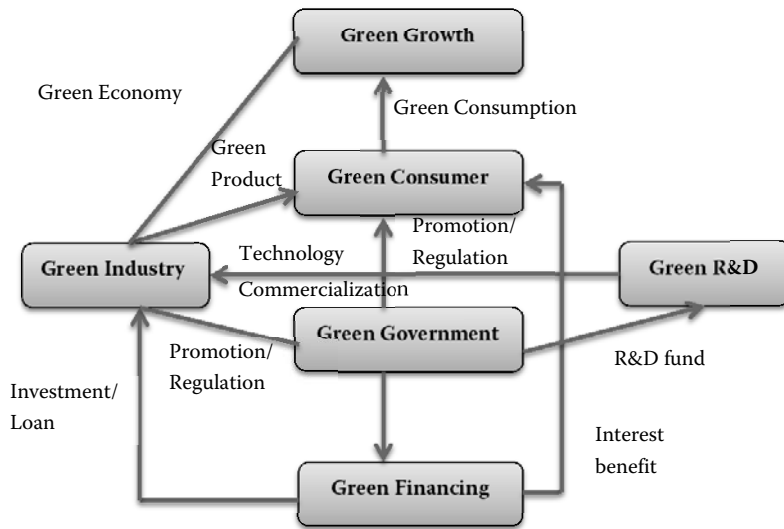 Green Growth
Green Economy
Green Consumption
Green
Product
Green Consumer
Promotion/
Regulation
Green Industry
Technology
Commercialization
Green R&D
Green Government
Promotion/
Regulation
R&D fund
Investment/
Loan
Interest
benefit
Green Financing